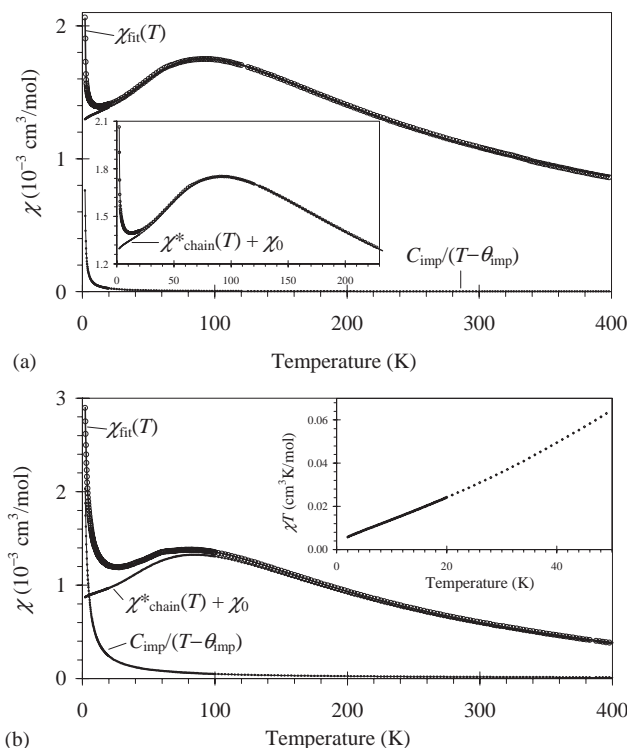 2
χfit(T)
χ (10⁻³ cm³/mol)
1
0
2.1
1.8
1.5
1.2
χ*chain(T) + χ0
0 50 100 150 200
Cimp/(T−θimp)
0 100 200 300 400
Temperature (K)
(a)
3
χfit(T)
χ (10⁻³ cm³/mol)
2
1
0
0.06
0.04
0.02
0.00
χT (cm³K/mol)
0 20 40
Temperature (K)
χ*chain(T) + χ0
Cimp/(T−θimp)
0 100 200 300 400
Temperature (K)
(b)